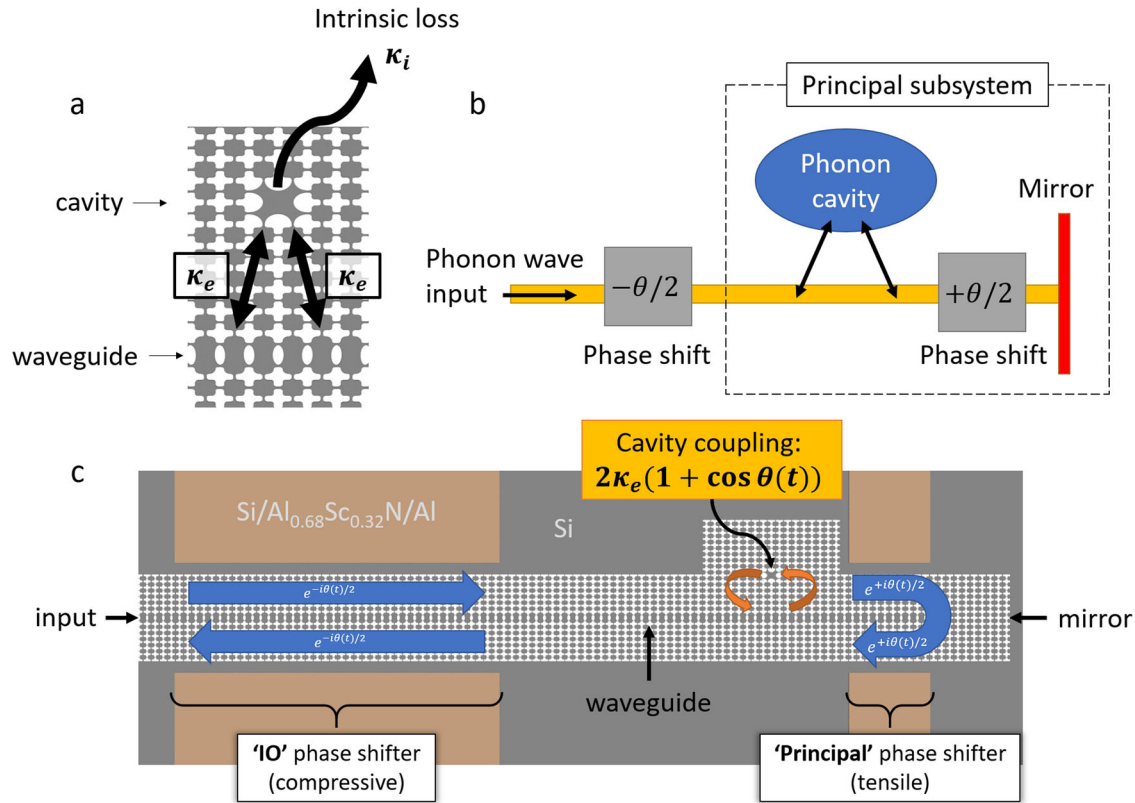 Intrinsic loss
κᵢ
a
cavity
κₑ
κₑ
waveguide
b
Principal subsystem
Phonon
cavity
Mirror
Phonon wave
input
−θ/2
+θ/2
Phase shift
Phase shift
c
Cavity coupling:
2κₑ(1 + cos θ(t))
Si/Al₀.₆₈Sc₀.₃₂N/Al
Si
input
e^{−iθ(t)/2}
e^{−iθ(t)/2}
e^{+iθ(t)/2}
e^{+iθ(t)/2}
mirror
waveguide
'IO' phase shifter
(compressive)
'Principal' phase shifter
(tensile)